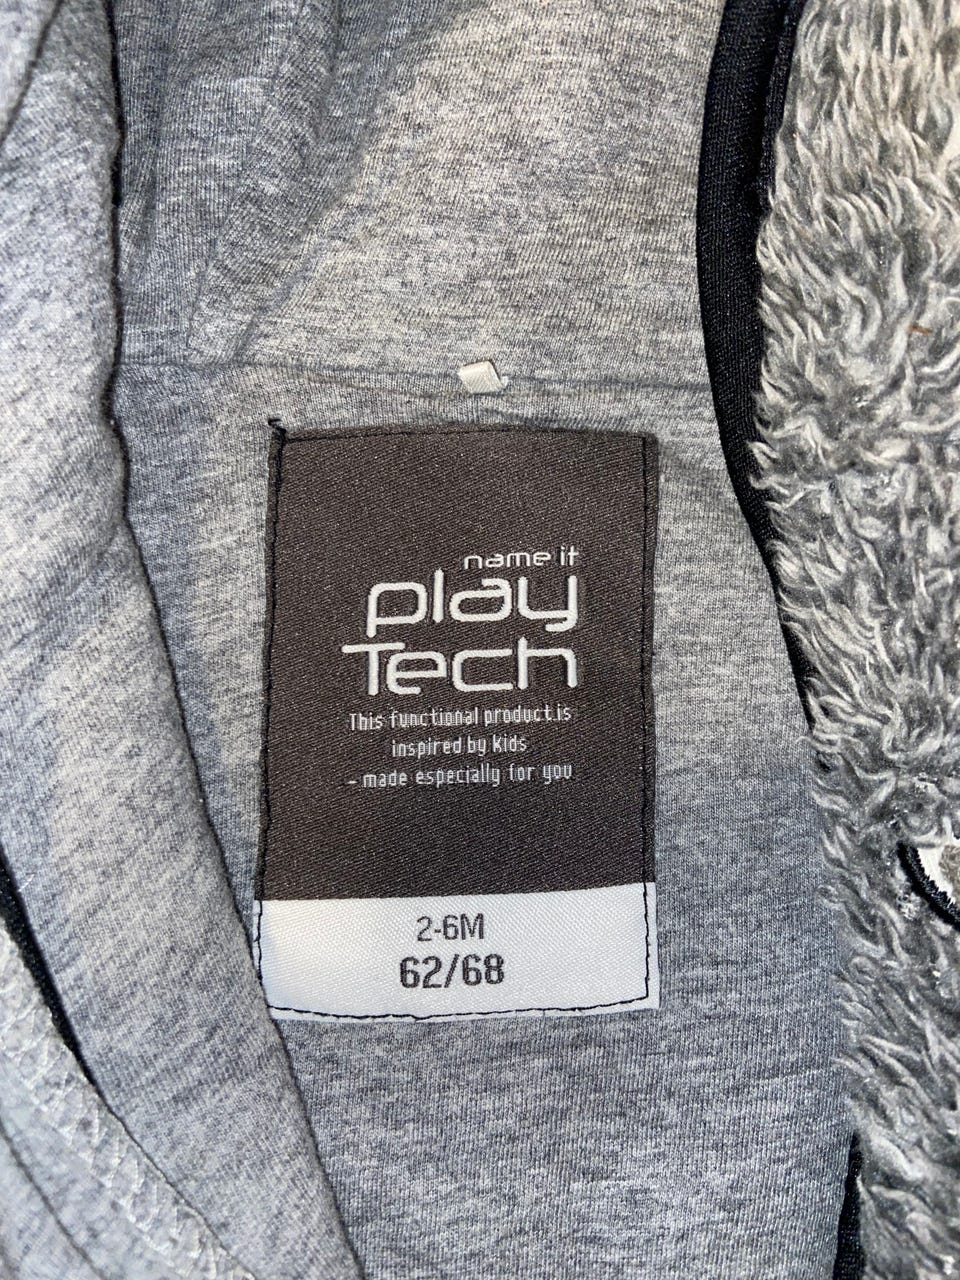 name it
play
Tech
This functional product is
inspired by kids
- made especially for you
2-6M
62/68